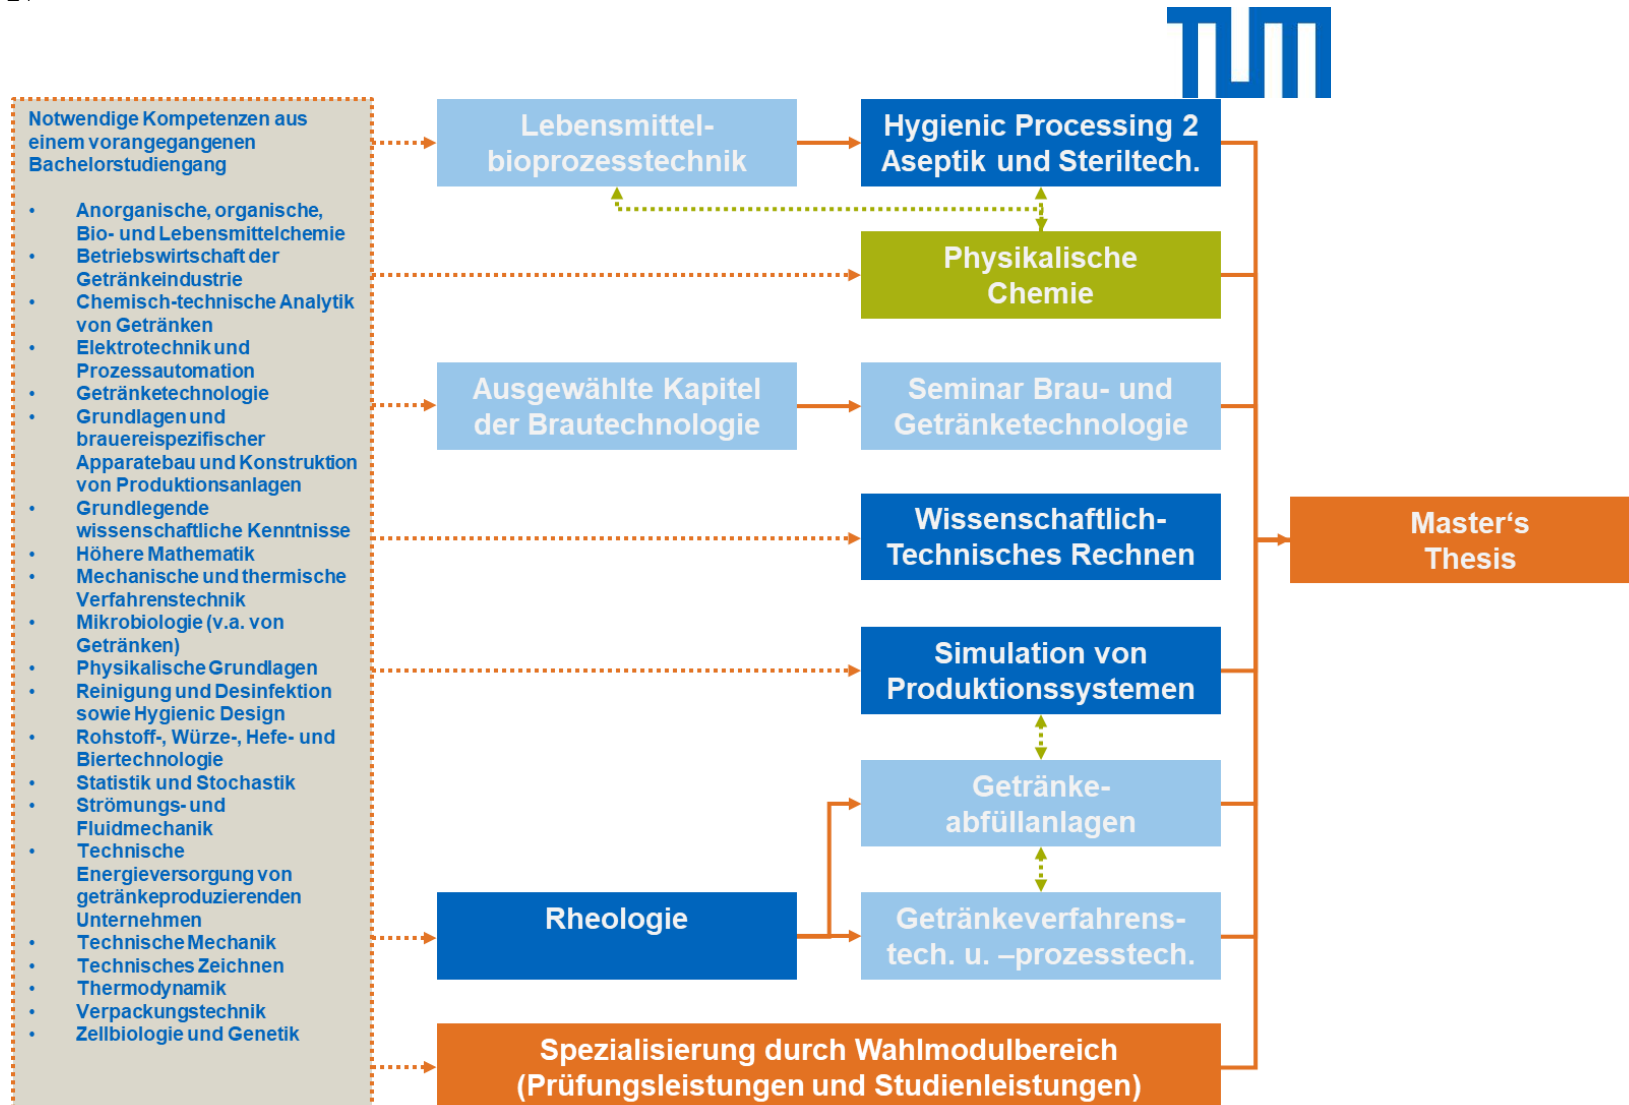 TUM
Notwendige Kompetenzen aus
einem vorangegangenen
Bachelorstudiengang
• Anorganische, organische,
Bio- und Lebensmittelchemie
• Betriebswirtschaft der
Getränkeindustrie
• Chemisch-technische Analytik
von Getränken
• Elektrotechnik und
Prozessautomation
• Getränketechnologie
• Grundlagen und
brauereispezifischer
Apparatebau und Konstruktion
von Produktionsanlagen
• Grundlegende
wissenschaftliche Kenntnisse
• Höhere Mathematik
• Mechanische und thermische
Verfahrenstechnik
• Mikrobiologie (v.a. von
Getränken)
• Physikalische Grundlagen
• Reinigung und Desinfektion
sowie Hygienic Design
• Rohstoff-, Würze-, Hefe- und
Biertechnologie
• Statistik und Stochastik
• Strömungs- und
Fluidmechanik
• Technische
Energieversorgung von
getränkeproduzierenden
Unternehmen
• Technische Mechanik
• Technisches Zeichnen
• Thermodynamik
• Verpackungstechnik
• Zellbiologie und Genetik
Lebensmittel-
bioprozesstechnik
Hygienic Processing 2
Aseptik und Steriltech.
Physikalische
Chemie
Ausgewählte Kapitel
der Brautechnologie
Seminar Brau- und
Getränketechnologie
Wissenschaftlich-
Technisches Rechnen
Simulation von
Produktionssystemen
Getränke-
abfüllanlagen
Rheologie
Getränkeverfahrens-
tech. u. –prozesstech.
Spezialisierung durch Wahlmodulbereich
(Prüfungsleistungen und Studienleistungen)
Master‘s
Thesis